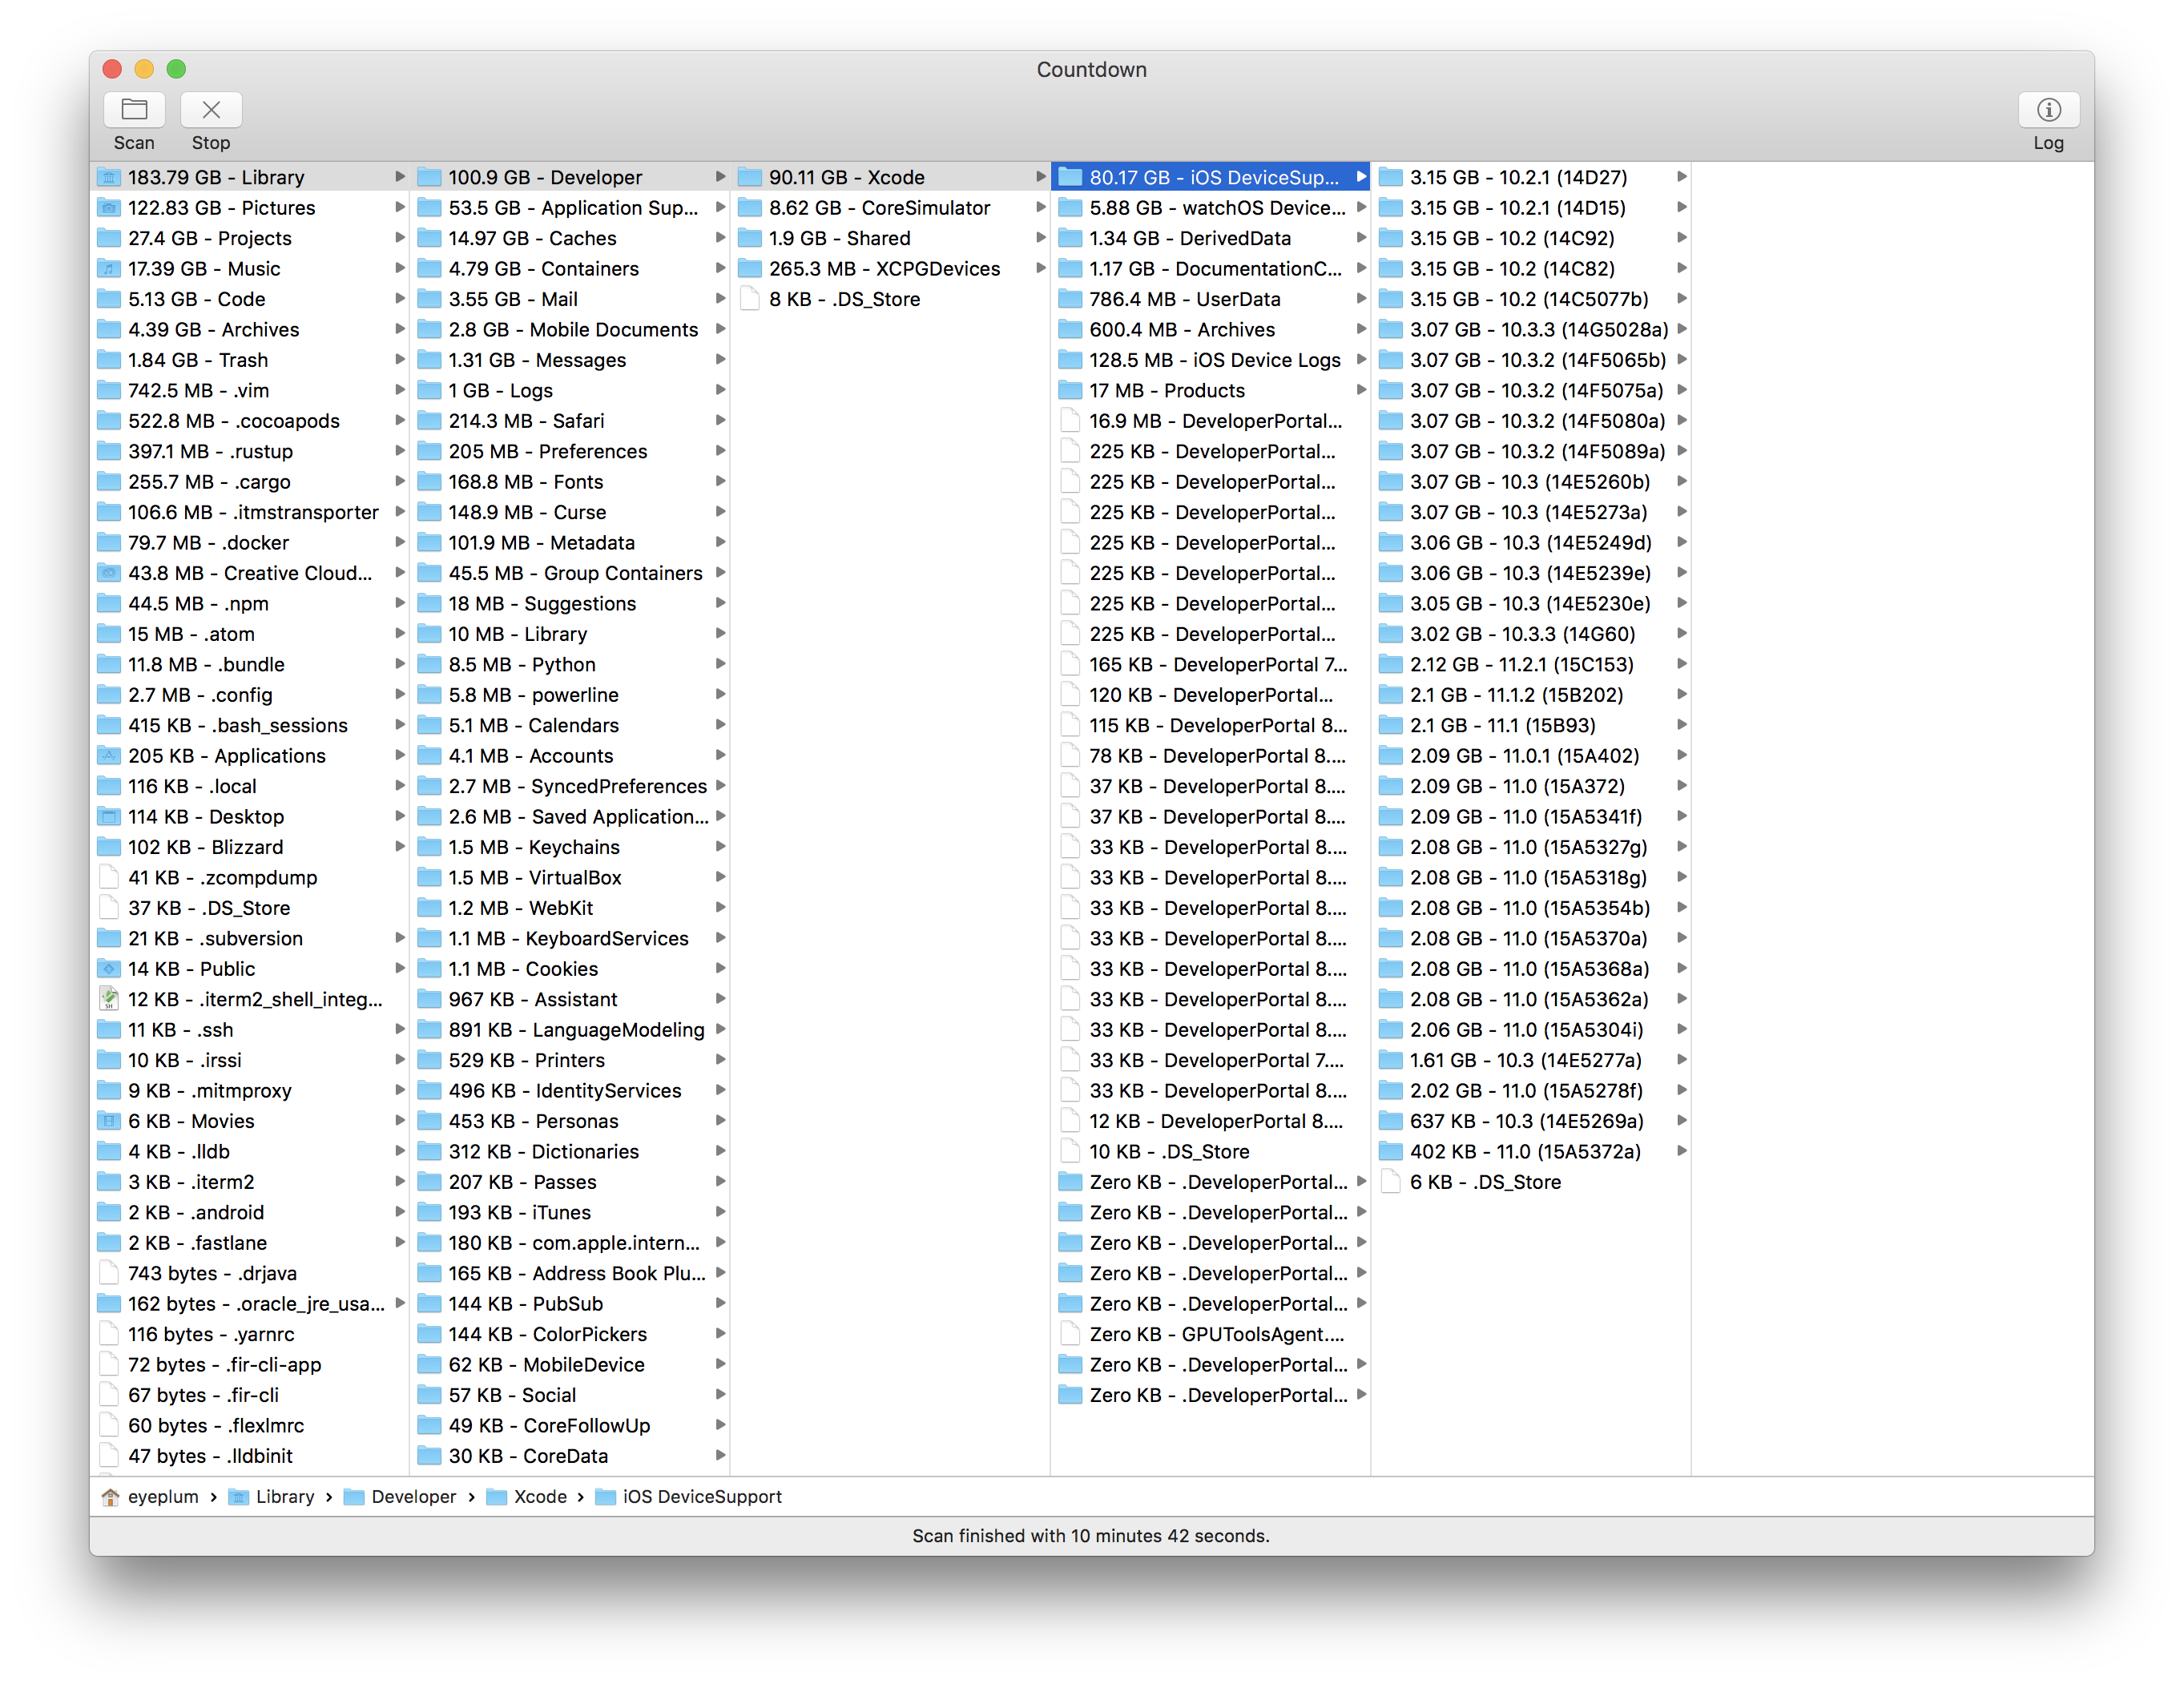 Countdown
Scan
Stop
Log
183.79 GB - Library
122.83 GB - Pictures
27.4 GB - Projects
17.39 GB - Music
5.13 GB - Code
4.39 GB - Archives
1.84 GB - Trash
742.5 MB - .vim
522.8 MB - .cocoapods
397.1 MB - .rustup
255.7 MB - .cargo
106.6 MB - .itmstransporter
79.7 MB - .docker
43.8 MB - Creative Cloud...
44.5 MB - .npm
15 MB - .atom
11.8 MB - .bundle
2.7 MB - .config
415 KB - .bash_sessions
205 KB - Applications
116 KB - .local
114 KB - Desktop
102 KB - Blizzard
41 KB - .zcompdump
37 KB - .DS_Store
21 KB - .subversion
14 KB - Public
12 KB - .iterm2_shell_integ...
11 KB - .ssh
10 KB - .irssi
9 KB - .mitmproxy
6 KB - Movies
4 KB - .lldb
3 KB - .iterm2
2 KB - .android
2 KB - .fastlane
743 bytes - .drjava
162 bytes - .oracle_jre_usa...
116 bytes - .yarnrc
72 bytes - .fir-cli-app
67 bytes - .fir-cli
60 bytes - .flexlmrc
47 bytes - .lldbinit
100.9 GB - Developer
53.5 GB - Application Sup...
14.97 GB - Caches
4.79 GB - Containers
3.55 GB - Mail
2.8 GB - Mobile Documents
1.31 GB - Messages
1 GB - Logs
214.3 MB - Safari
205 MB - Preferences
168.8 MB - Fonts
148.9 MB - Curse
101.9 MB - Metadata
45.5 MB - Group Containers
18 MB - Suggestions
10 MB - Library
8.5 MB - Python
5.8 MB - powerline
5.1 MB - Calendars
4.1 MB - Accounts
2.7 MB - SyncedPreferences
2.6 MB - Saved Application...
1.5 MB - Keychains
1.5 MB - VirtualBox
1.2 MB - WebKit
1.1 MB - KeyboardServices
1.1 MB - Cookies
967 KB - Assistant
891 KB - LanguageModeling
529 KB - Printers
496 KB - IdentityServices
453 KB - Personas
312 KB - Dictionaries
207 KB - Passes
193 KB - iTunes
180 KB - com.apple.intern...
165 KB - Address Book Plu...
144 KB - PubSub
144 KB - ColorPickers
62 KB - MobileDevice
57 KB - Social
49 KB - CoreFollowUp
30 KB - CoreData
90.11 GB - Xcode
8.62 GB - CoreSimulator
1.9 GB - Shared
265.3 MB - XCPGDevices
8 KB - .DS_Store
80.17 GB - iOS DeviceSup...
5.88 GB - watchOS Device...
1.34 GB - DerivedData
1.17 GB - DocumentationC...
786.4 MB - UserData
600.4 MB - Archives
128.5 MB - iOS Device Logs
17 MB - Products
16.9 MB - DeveloperPortal...
225 KB - DeveloperPortal...
225 KB - DeveloperPortal...
225 KB - DeveloperPortal...
225 KB - DeveloperPortal...
225 KB - DeveloperPortal...
225 KB - DeveloperPortal...
225 KB - DeveloperPortal...
165 KB - DeveloperPortal 7...
120 KB - DeveloperPortal...
115 KB - DeveloperPortal 8...
78 KB - DeveloperPortal 8....
37 KB - DeveloperPortal 8....
37 KB - DeveloperPortal 8....
33 KB - DeveloperPortal 8....
33 KB - DeveloperPortal 8....
33 KB - DeveloperPortal 8....
33 KB - DeveloperPortal 8....
33 KB - DeveloperPortal 8....
33 KB - DeveloperPortal 8....
33 KB - DeveloperPortal 8....
33 KB - DeveloperPortal 7....
33 KB - DeveloperPortal 8....
12 KB - DeveloperPortal 8....
10 KB - .DS_Store
Zero KB - .DeveloperPortal...
Zero KB - .DeveloperPortal...
Zero KB - .DeveloperPortal...
Zero KB - .DeveloperPortal...
Zero KB - .DeveloperPortal...
Zero KB - GPUToolsAgent....
Zero KB - .DeveloperPortal...
Zero KB - .DeveloperPortal...
3.15 GB - 10.2.1 (14D27)
3.15 GB - 10.2.1 (14D15)
3.15 GB - 10.2 (14C92)
3.15 GB - 10.2 (14C82)
3.15 GB - 10.2 (14C5077b)
3.07 GB - 10.3.3 (14G5028a)
3.07 GB - 10.3.2 (14F5065b)
3.07 GB - 10.3.2 (14F5075a)
3.07 GB - 10.3.2 (14F5080a)
3.07 GB - 10.3.2 (14F5089a)
3.07 GB - 10.3 (14E5260b)
3.07 GB - 10.3 (14E5273a)
3.06 GB - 10.3 (14E5249d)
3.06 GB - 10.3 (14E5239e)
3.05 GB - 10.3 (14E5230e)
3.02 GB - 10.3.3 (14G60)
2.12 GB - 11.2.1 (15C153)
2.1 GB - 11.1.2 (15B202)
2.1 GB - 11.1 (15B93)
2.09 GB - 11.0.1 (15A402)
2.09 GB - 11.0 (15A372)
2.09 GB - 11.0 (15A5341f)
2.08 GB - 11.0 (15A5327g)
2.08 GB - 11.0 (15A5318g)
2.08 GB - 11.0 (15A5354b)
2.08 GB - 11.0 (15A5370a)
2.08 GB - 11.0 (15A5368a)
2.08 GB - 11.0 (15A5362a)
2.06 GB - 11.0 (15A5304i)
1.61 GB - 10.3 (14E5277a)
2.02 GB - 11.0 (15A5278f)
637 KB - 10.3 (14E5269a)
402 KB - 11.0 (15A5372a)
6 KB - .DS_Store
eyeplum › Library › Developer › Xcode › iOS DeviceSupport
Scan finished with 10 minutes 42 seconds.